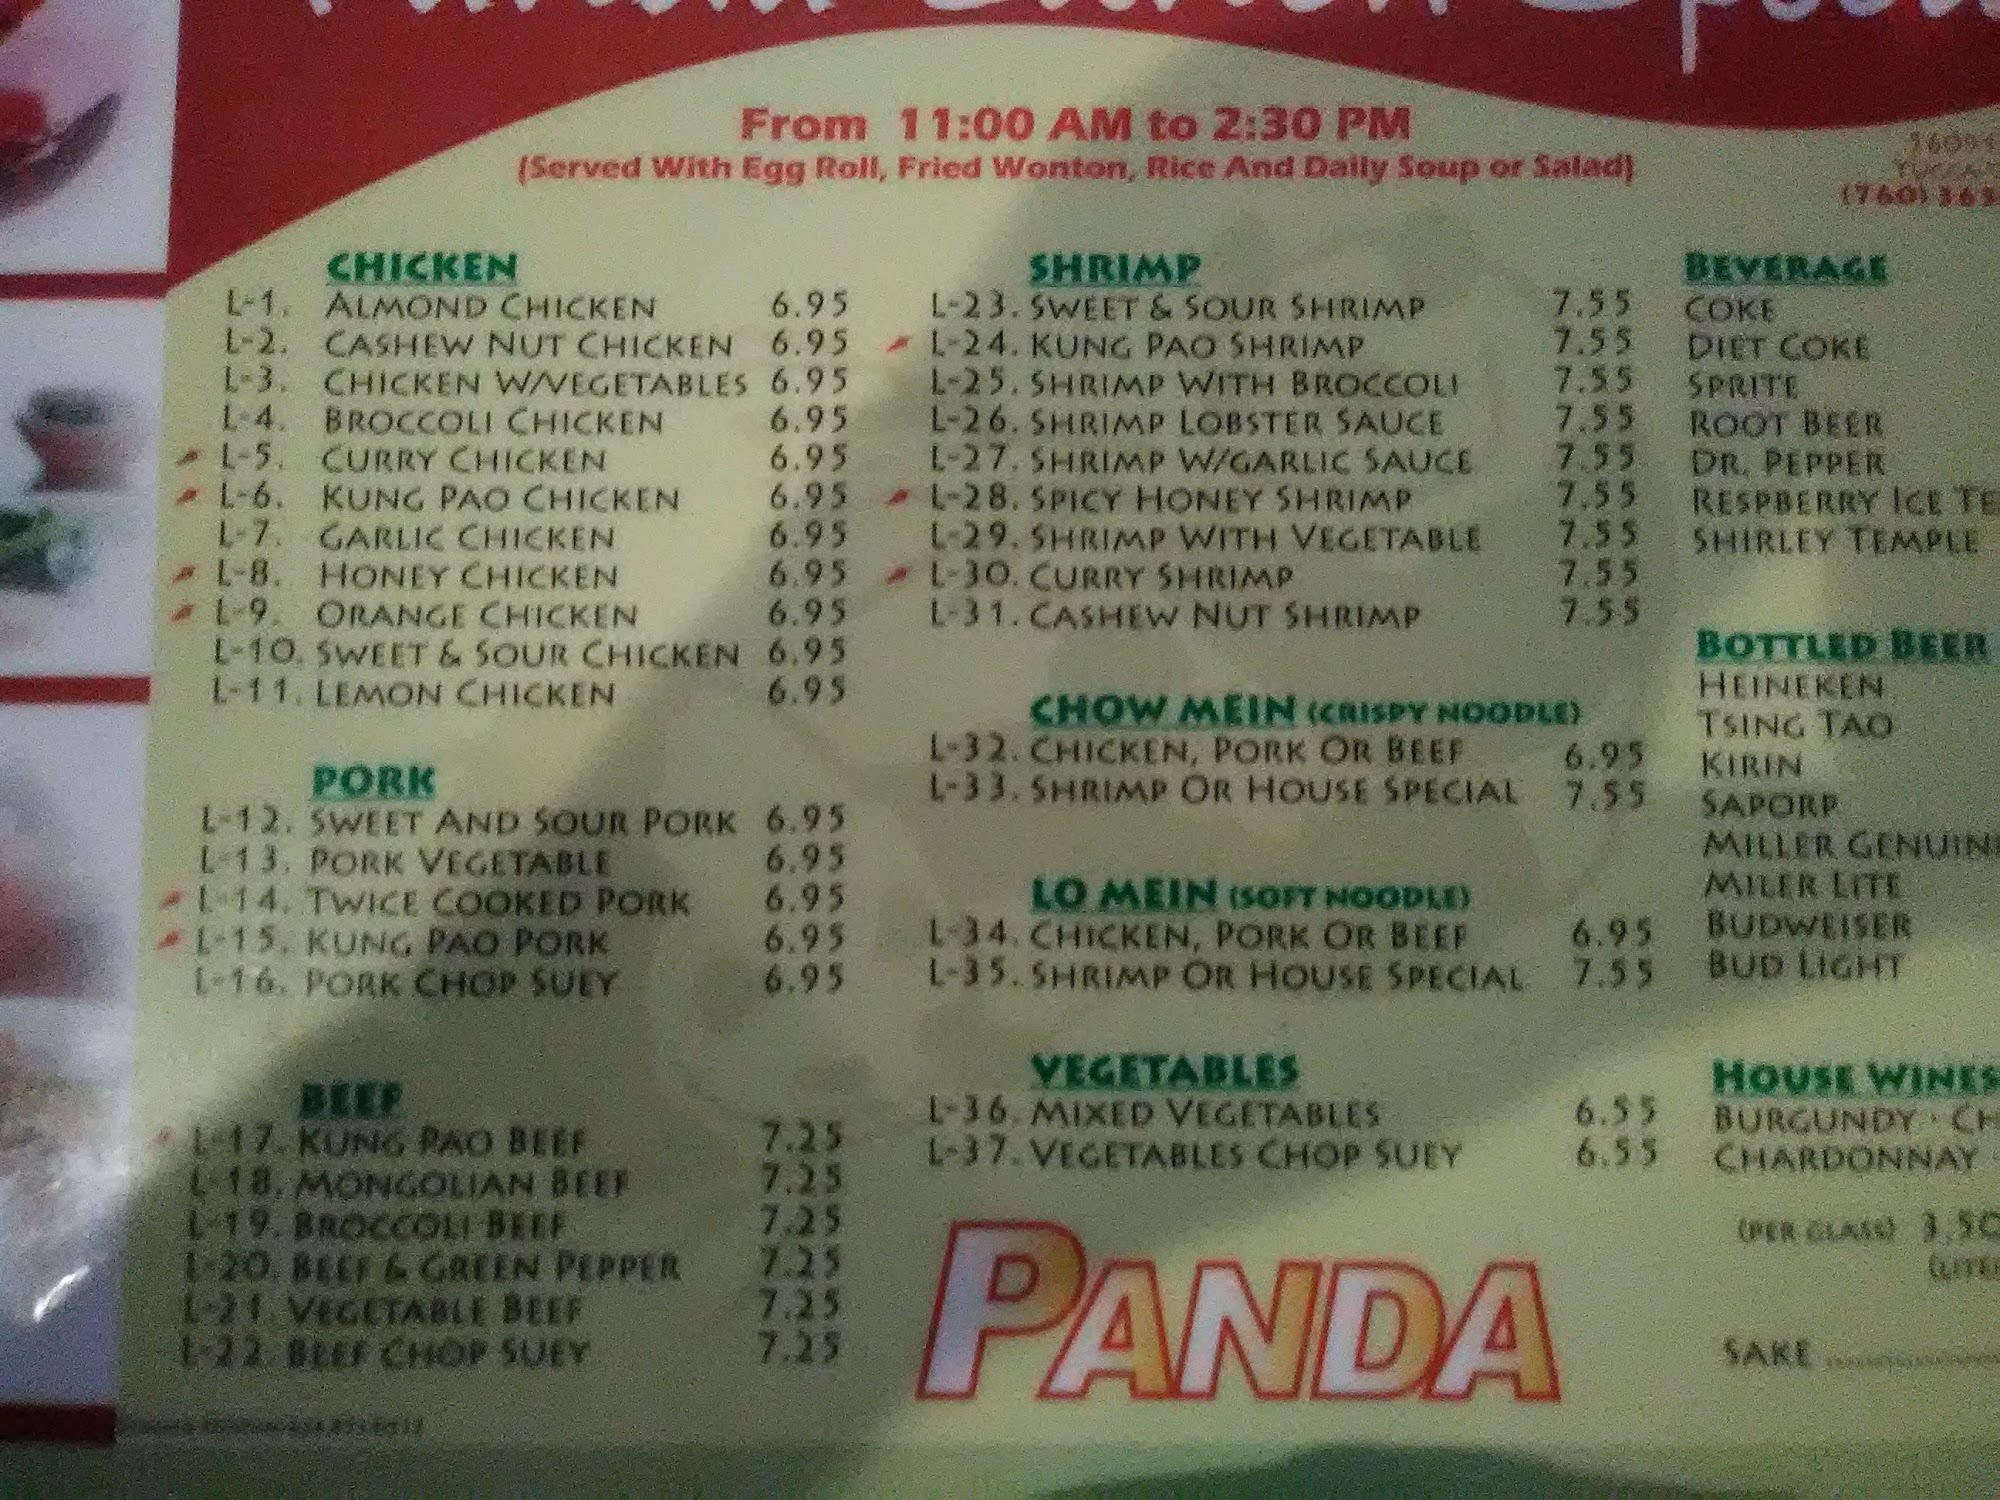 From 11:00 AM to 2:30 PM
(Served With Egg Roll, Fried Wonton, Rice And Daily Soup or Salad)
(760) 36
CHICKEN
L-1. ALMOND CHICKEN 6.95
L-2. CASHEW NUT CHICKEN 6.95
L-3. CHICKEN W/VEGETABLES 6.95
L-4. BROCCOLI CHICKEN 6.95
L-5. CURRY CHICKEN 6.95
L-6. KUNG PAO CHICKEN 6.95
L-7. GARLIC CHICKEN 6.95
L-8. HONEY CHICKEN 6.95
L-9. ORANGE CHICKEN 6.95
L-10. SWEET & SOUR CHICKEN 6.95
L-11. LEMON CHICKEN 6.95
PORK
L-12. SWEET AND SOUR PORK 6.95
L-13. PORK VEGETABLE 6.95
L-14. TWICE COOKED PORK 6.95
L-15. KUNG PAO PORK 6.95
L-16. PORK CHOP SUEY 6.95
BEEF
L-17. KUNG PAO BEEF 7.25
L-18. MONGOLIAN BEEF 7.25
L-19. BROCCOLI BEEF 7.25
L-20. BEEF & GREEN PEPPER 7.25
L-21. VEGETABLE BEEF 7.25
L-22. BEEF CHOP SUEY 7.25
SHRIMP
L-23. SWEET & SOUR SHRIMP 7.55
L-24. KUNG PAO SHRIMP 7.55
L-25. SHRIMP WITH BROCCOLI 7.55
L-26. SHRIMP LOBSTER SAUCE 7.55
L-27. SHRIMP W/GARLIC SAUCE 7.55
L-28. SPICY HONEY SHRIMP 7.55
L-29. SHRIMP WITH VEGETABLE 7.55
L-30. CURRY SHRIMP 7.55
L-31. CASHEW NUT SHRIMP 7.55
CHOW MEIN (CRISPY NOODLE)
L-32. CHICKEN, PORK OR BEEF 6.95
L-33. SHRIMP OR HOUSE SPECIAL 7.55
LO MEIN (SOFT NOODLE)
L-34. CHICKEN, PORK OR BEEF 6.95
L-35. SHRIMP OR HOUSE SPECIAL 7.55
VEGETABLES
L-36. MIXED VEGETABLES 6.55
L-37. VEGETABLES CHOP SUEY 6.55
PANDA
BEVERAGE
COKE
DIET COKE
SPRITE
ROOT BEER
DR. PEPPER
RESPBERRY ICE TE
SHIRLEY TEMPLE
BOTTLED BEER
HEINEKEN
TSING TAO
KIRIN
SAPORP
MILLER GENUIN
MILER LITE
BUDWEISER
BUD LIGHT
HOUSE WINES
BURGUNDY · CH
CHARDONNAY ·
(PER GLASS) 3.50
(LITE
SAKE